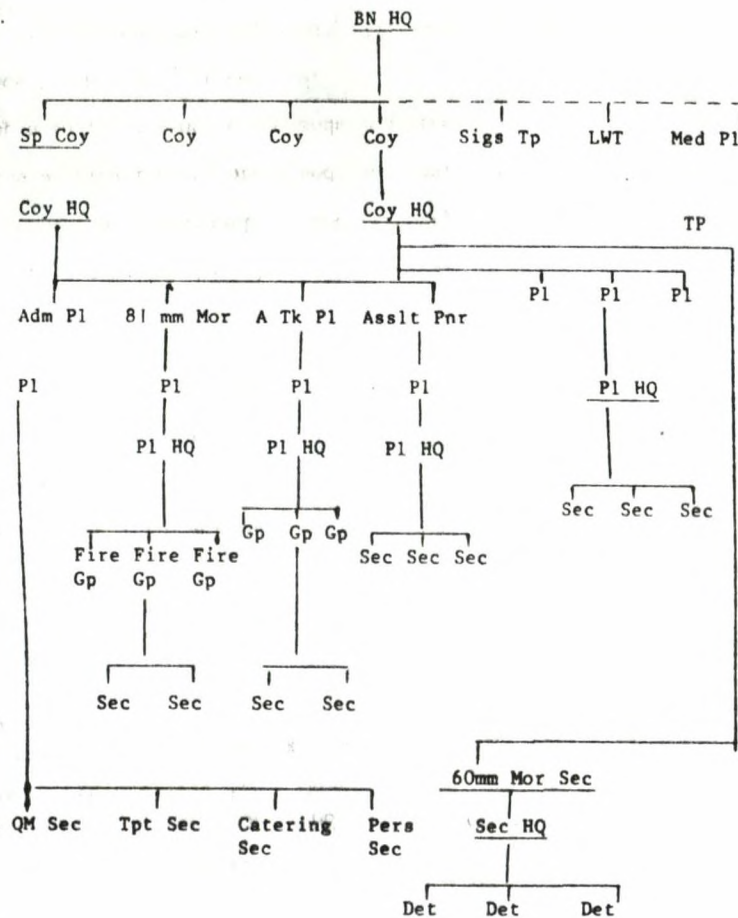 BN HQ
Sp Coy Coy Coy Coy Sigs Tp LWT Med Pl
Coy HQ Coy HQ
TP
Pl Pl Pl
Adm Pl 81 mm Mor A Tk Pl Asslt Pnr
Pl Pl Pl Pl Pl HQ
Pl HQ Pl HQ Pl HQ
Sec Sec Sec
Gp Gp Gp
Fire Fire Fire Sec Sec Sec
Gp Gp Gp
Sec Sec Sec Sec
60mm Mor Sec
QM Sec Tpt Sec Catering Pers Sec HQ
Sec Sec
Det Det Det